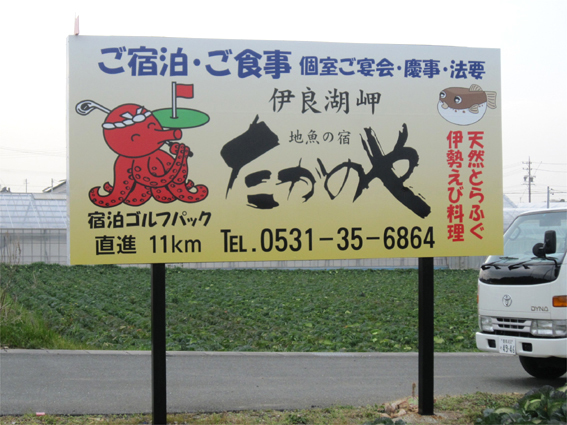 ご宿泊・ご食事 個室ご宴会・慶事・法要
伊良湖岬
地魚の宿
たがのや
天然とらふぐ
伊勢えび料理
宿泊ゴルフパック
直進 11km TEL.0531-35-6864
DYNA